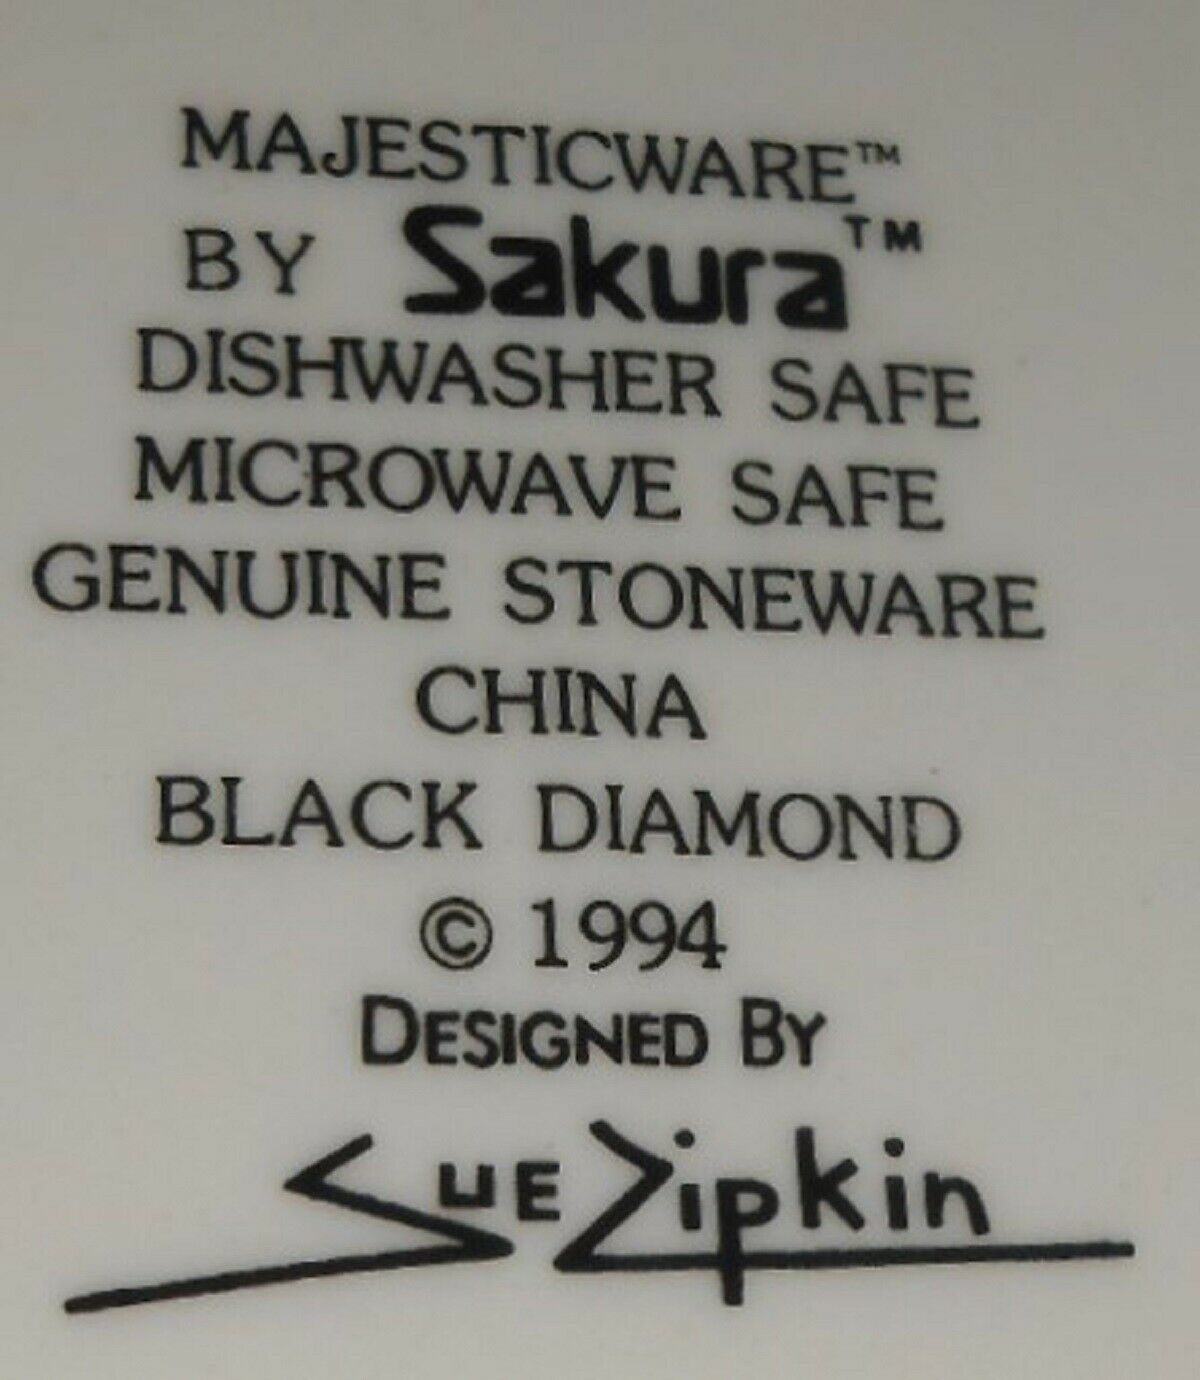 MAJESTICWARE™
BY Sakura™
DISHWASHER SAFE
MICROWAVE SAFE
GENUINE STONEWARE
CHINA
BLACK DIAMOND
© 1994
DESIGNED BY
SUE Zipkin